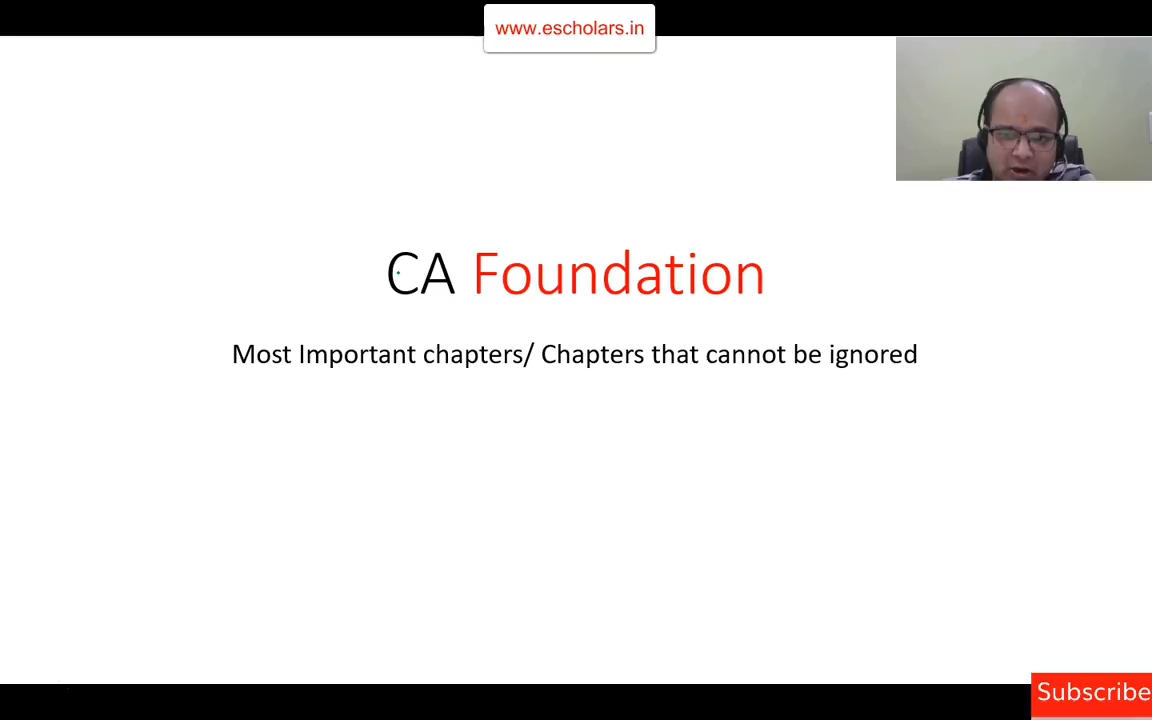 www.escholars.in
CA Foundation
Most Important chapters/ Chapters that cannot be ignored
Subscribe